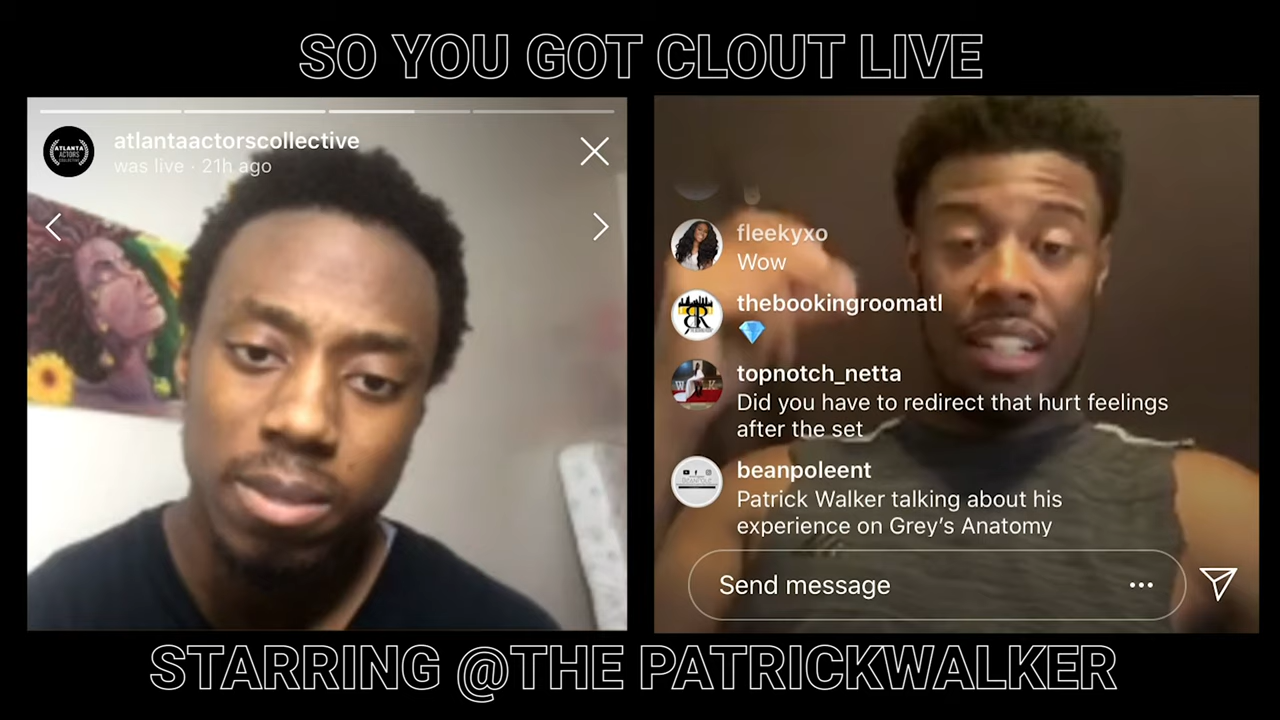 SO YOU GOT CLOUT LIVE
atlantaactorscollective
was live · 21h ago
ATLANTA
ACTORS
fleekyxo
Wow
thebookingroomatl
💎
topnotch_netta
Did you have to redirect that hurt feelings
after the set
beanpoleent
Patrick Walker talking about his
experience on Grey's Anatomy
Send message
STARRING @THE PATRICKWALKER